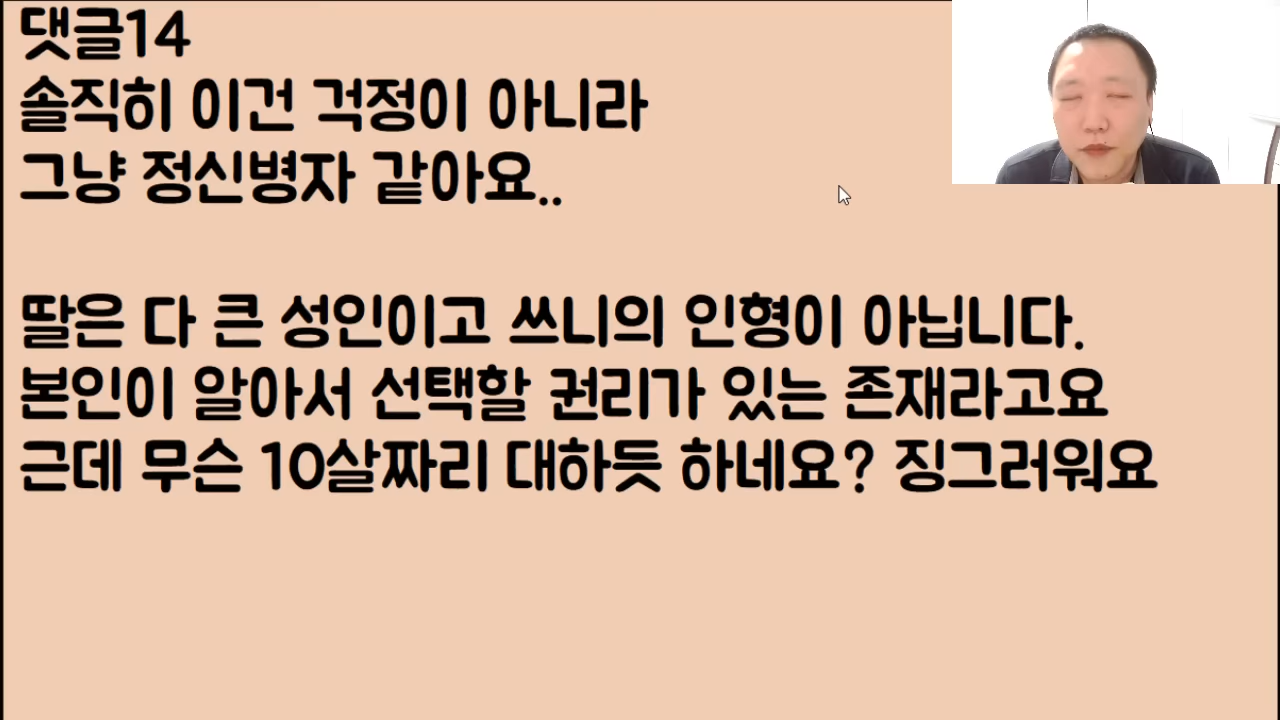 댓글14
솔직히 이건 걱정이 아니라
그냥 정신병자 같아요..
딸은 다 큰 성인이고 쓰니의 인형이 아닙니다.
본인이 알아서 선택할 권리가 있는 존재라고요
근데 무슨 10살짜리 대하듯 하네요? 징그러워요